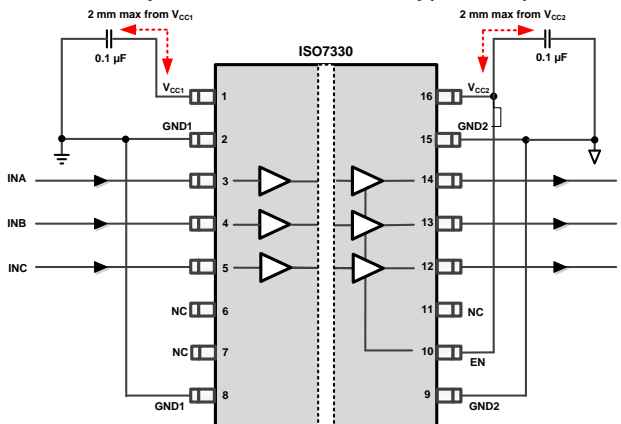 2 mm max from VCC1
2 mm max from VCC2
0.1 µF
0.1 µF
ISO7330
VCC1
1
16
VCC2
GND1
2
15
GND2
INA
3
14
INB
4
13
INC
5
12
NC
6
11
NC
NC
7
10
EN
GND1
8
9
GND2